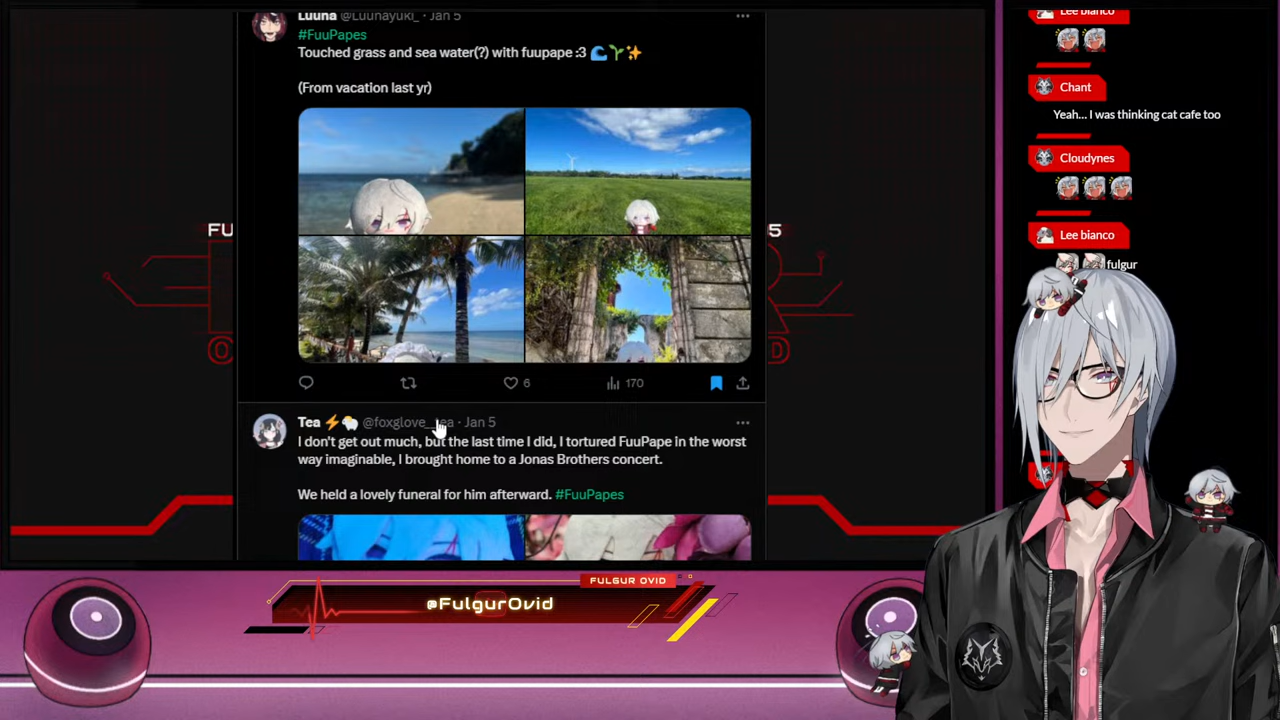 Luuna @Luunayuki_ · Jan 5
#FuuPapes
Touched grass and sea water(?) with fuupape :3 🌊🌱✨
(From vacation last yr)
6
170
Tea ⚡🐑 @foxglove__tea · Jan 5
I don't get out much, but the last time I did, I tortured FuuPape in the worst
way imaginable, I brought home to a Jonas Brothers concert.
We held a lovely funeral for him afterward. #FuuPapes
FU
5
O
D
FULGUR OVID
@FulgurOvid
Lee bianco
Chant
Yeah... I was thinking cat cafe too
Cloudynes
Lee bianco
fulgur